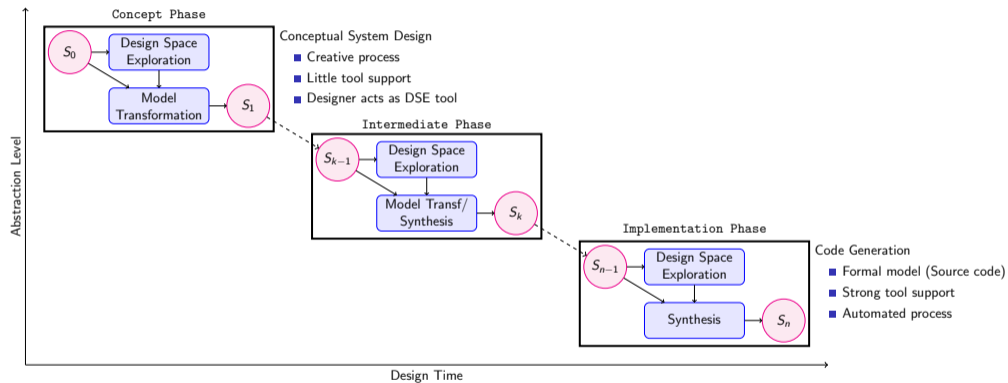 Concept Phase
S0
Design Space
Exploration
Model
Transformation
S1
Conceptual System Design
Creative process
Little tool support
Designer acts as DSE tool
Intermediate Phase
Sk−1
Design Space
Exploration
Model Transf/
Synthesis
Sk
Implementation Phase
Sn−1
Design Space
Exploration
Synthesis
Sn
Code Generation
Formal model (Source code)
Strong tool support
Automated process
Abstraction Level
Design Time